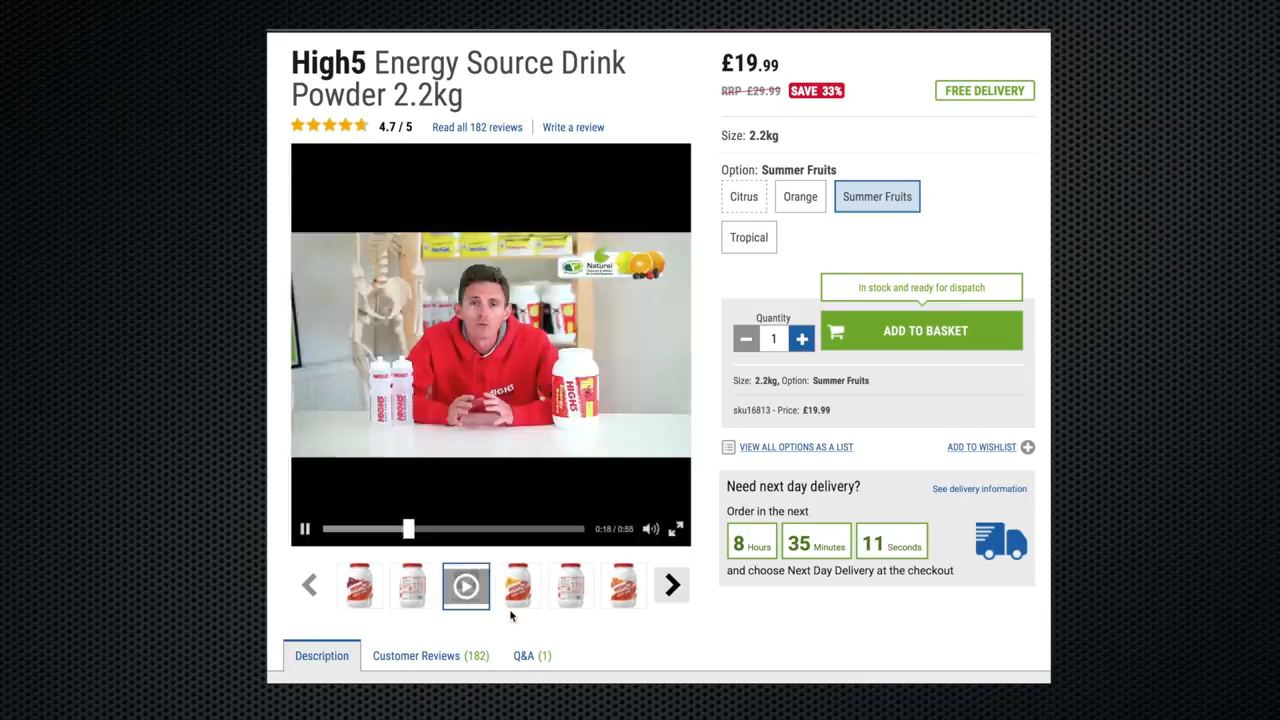 High5 Energy Source Drink
Powder 2.2kg
4.7 / 5 Read all 182 reviews Write a review
Natural
HIGH5
HIGH5
HIGH5
HIGH5
0:18 / 0:55
Description Customer Reviews (182) Q&A (1)
£19.99
RRP £29.99 SAVE 33% FREE DELIVERY
Size: 2.2kg
Option: Summer Fruits
Citrus Orange Summer Fruits
Tropical
In stock and ready for dispatch
Quantity
1 ADD TO BASKET
Size: 2.2kg, Option: Summer Fruits
sku16813 - Price: £19.99
VIEW ALL OPTIONS AS A LIST ADD TO WISHLIST
Need next day delivery? See delivery information
Order in the next
8 Hours 35 Minutes 11 Seconds
and choose Next Day Delivery at the checkout